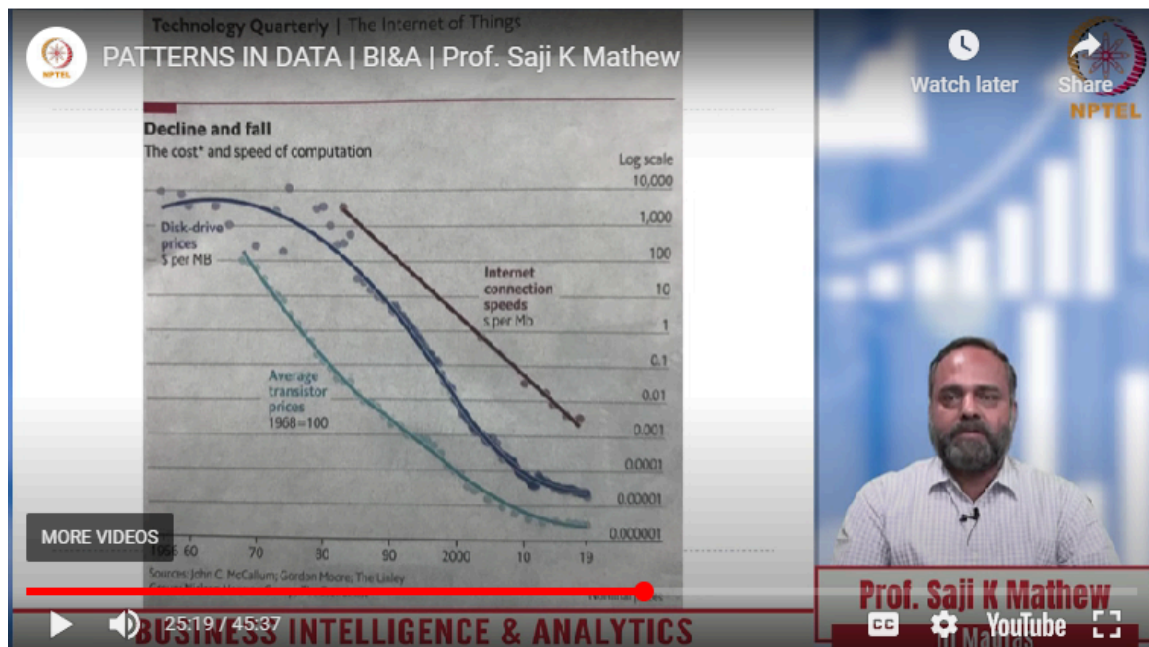 Technology Quarterly | The Internet of Things
NPTEL
PATTERNS IN DATA | BI&A | Prof. Saji K Mathew
Watch later
Share
NPTEL
Decline and fall
The cost* and speed of computation
Log scale
10,000
1,000
100
10
1
0.1
0.01
0.001
0.0001
0.00001
0.000001
Disk-drive
prices
$ per MB
Internet
connection
speeds
$ per Mb
Average
transistor
prices
1968=100
MORE VIDEOS
1956 60 70 80 90 2000 10 19
Sources: John C. McCallum; Gordon Moore; The Linley
Prof. Saji K Mathew
25:19 / 45:37
CC
YouTube
BUSINESS INTELLIGENCE & ANALYTICS
IIT Madras